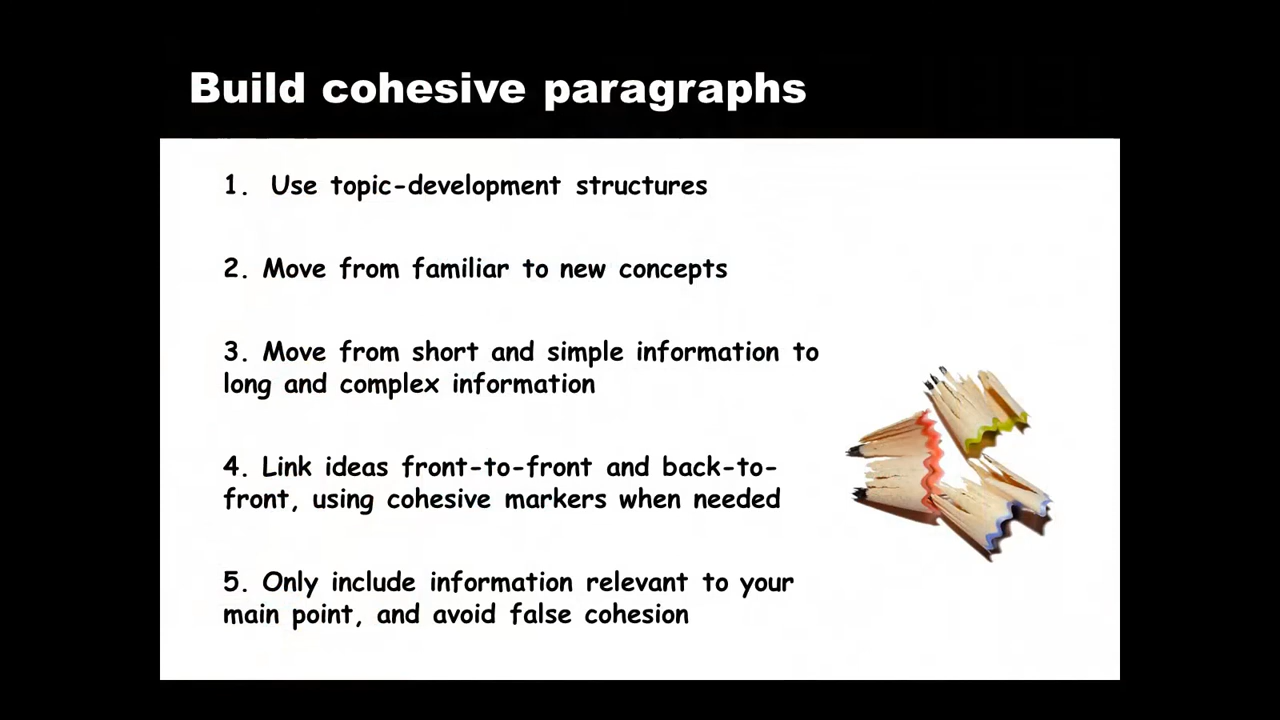 Build cohesive paragraphs
1. Use topic-development structures
2. Move from familiar to new concepts
3. Move from short and simple information to
long and complex information
4. Link ideas front-to-front and back-to-
front, using cohesive markers when needed
5. Only include information relevant to your
main point, and avoid false cohesion